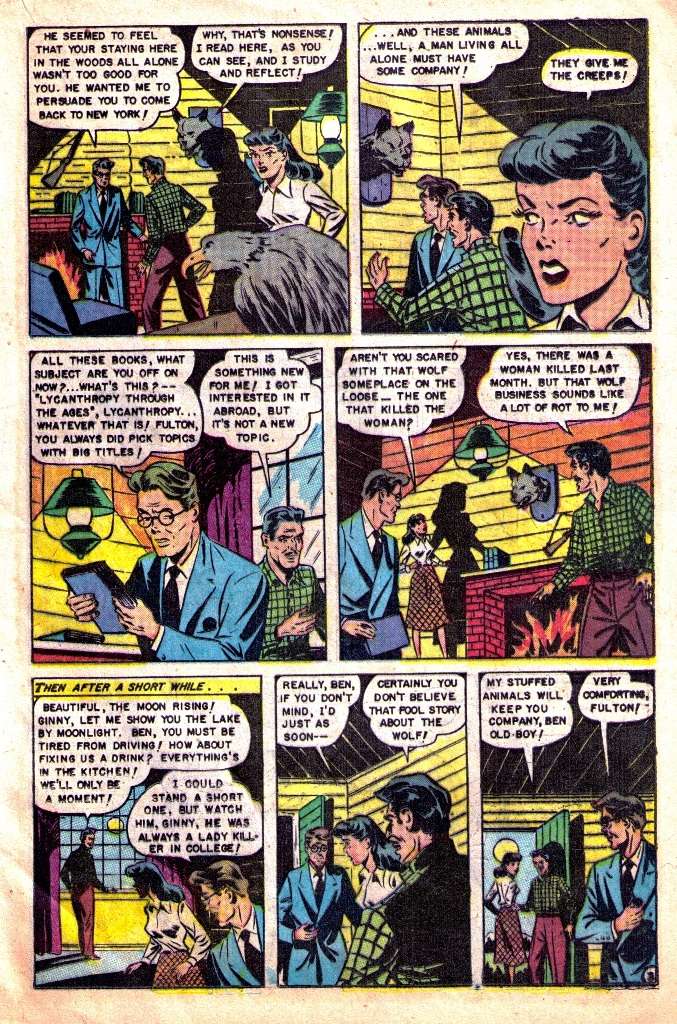 HE SEEMED TO FEEL
THAT YOUR STAYING HERE
IN THE WOODS ALL ALONE
WASN'T TOO GOOD FOR
YOU. HE WANTED ME TO
PERSUADE YOU TO COME
BACK TO NEW YORK!
WHY, THAT'S NONSENSE!
I READ HERE, AS YOU
CAN SEE, AND I STUDY
AND REFLECT!
...AND THESE ANIMALS
...WELL, A MAN LIVING ALL
ALONE MUST HAVE
SOME COMPANY!
THEY GIVE ME
THE CREEPS!
ALL THESE BOOKS, WHAT
SUBJECT ARE YOU OFF ON
NOW?...WHAT'S THIS?--
"LYCANTHROPY THROUGH
THE AGES", LYCANTHROPY...
WHATEVER THAT IS! FULTON,
YOU ALWAYS DID PICK TOPICS
WITH BIG TITLES!
THIS IS
SOMETHING NEW
FOR ME! I GOT
INTERESTED IN IT
ABROAD, BUT
IT'S NOT A NEW
TOPIC.
AREN'T YOU SCARED
WITH THAT WOLF
SOMEPLACE ON THE
LOOSE__ THE ONE
THAT KILLED THE
WOMAN?
YES, THERE WAS A
WOMAN KILLED LAST
MONTH. BUT THAT WOLF
BUSINESS SOUNDS LIKE
A LOT OF ROT TO ME!
THEN AFTER A SHORT WHILE....
BEAUTIFUL, THE MOON RISING!
GINNY, LET ME SHOW YOU THE LAKE
BY MOONLIGHT. BEN, YOU MUST BE
TIRED FROM DRIVING! HOW ABOUT
FIXING US A DRINK? EVERYTHING'S
IN THE KITCHEN!
WE'LL ONLY BE
A MOMENT!
I COULD
STAND A SHORT
ONE, BUT WATCH
HIM, GINNY, HE WAS
ALWAYS A LADY KILL-
ER IN COLLEGE!
REALLY, BEN,
IF YOU DON'T
MIND, I'D
JUST AS
SOON--
CERTAINLY YOU
DON'T BELIEVE
THAT FOOL STORY
ABOUT THE
WOLF!
MY STUFFED
ANIMALS WILL
KEEP YOU
COMPANY, BEN
OLD-BOY!
VERY
COMFORTING,
FULTON!
3